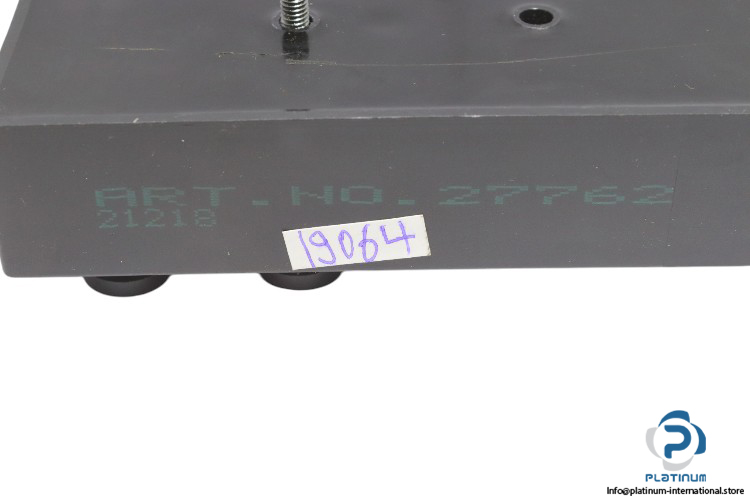 ART.NO.27762
21218
19064
PLATINUM
Info@platinum-international.store